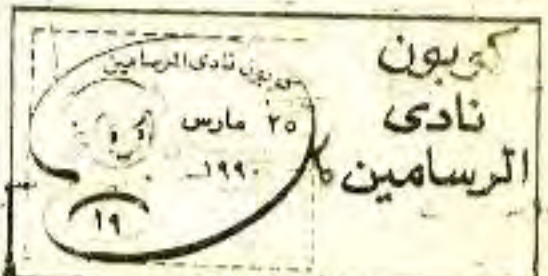 كوبون
نادى
الرسامين
كوبون نادى الرسامين
٢٥ مارس
١٩٩٠
١٩